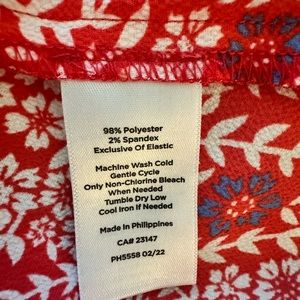 98% Polyester
2% Spandex
Exclusive Of Elastic
Machine Wash Cold
Gentle Cycle
Only Non-Chlorine Bleach
When Needed
Tumble Dry Low
Cool Iron If Needed
Made In Philippines
CA# 23147
PH5558 02/22